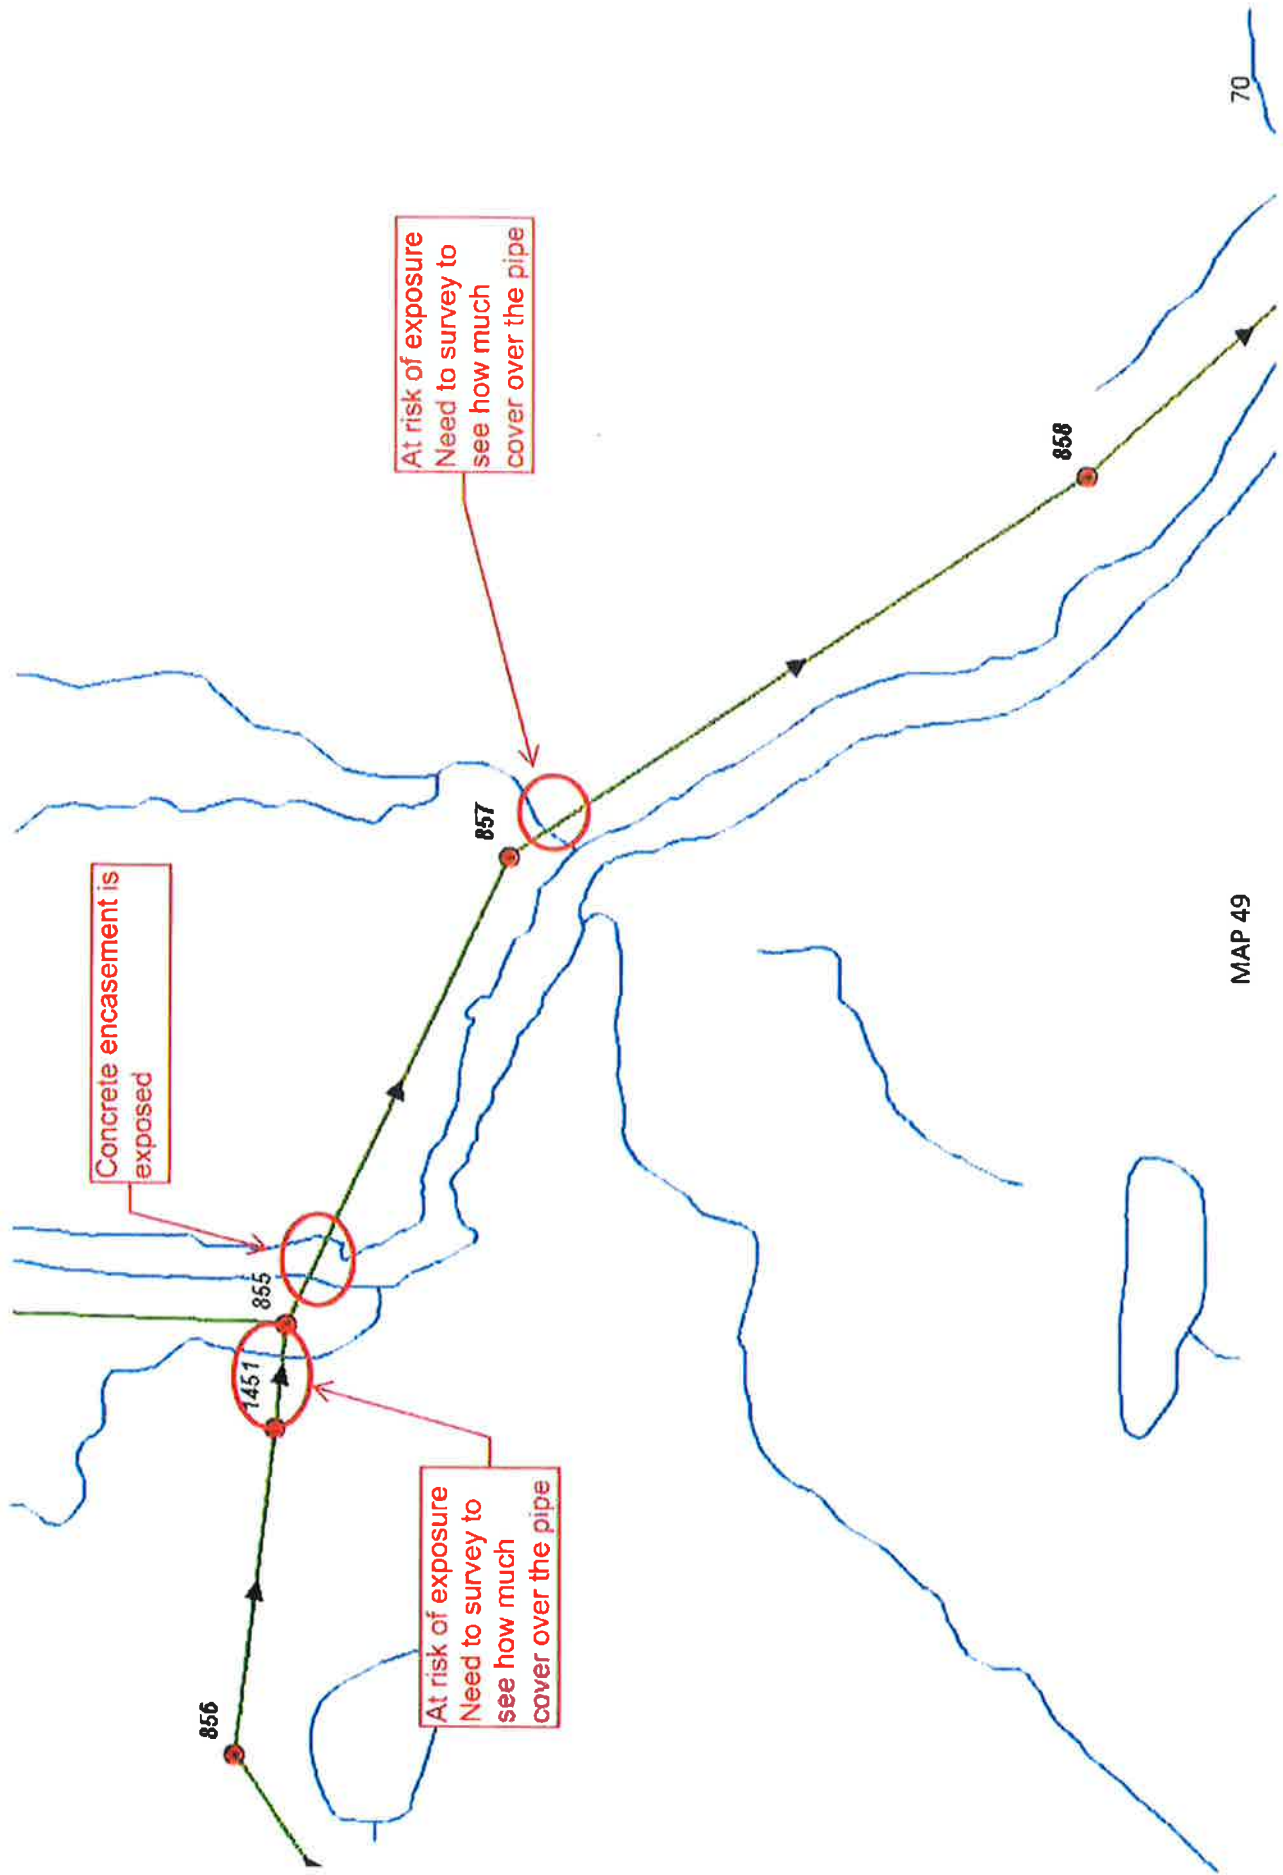 Concrete encasement is
exposed
At risk of exposure
Need to survey to
see how much
cover over the pipe
856
1451
855
857
At risk of exposure
Need to survey to
see how much
cover over the pipe
858
MAP 49
70